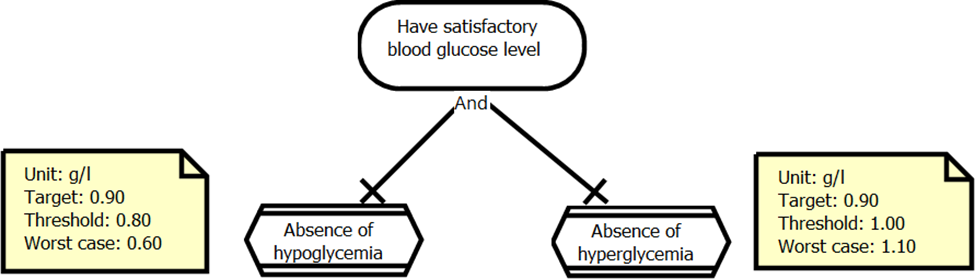 Have satisfactory
blood glucose level
And
Unit: g/l
Target: 0.90
Threshold: 0.80
Worst case: 0.60
Absence of
hypoglycemia
Absence of
hyperglycemia
Unit: g/l
Target: 0.90
Threshold: 1.00
Worst case: 1.10